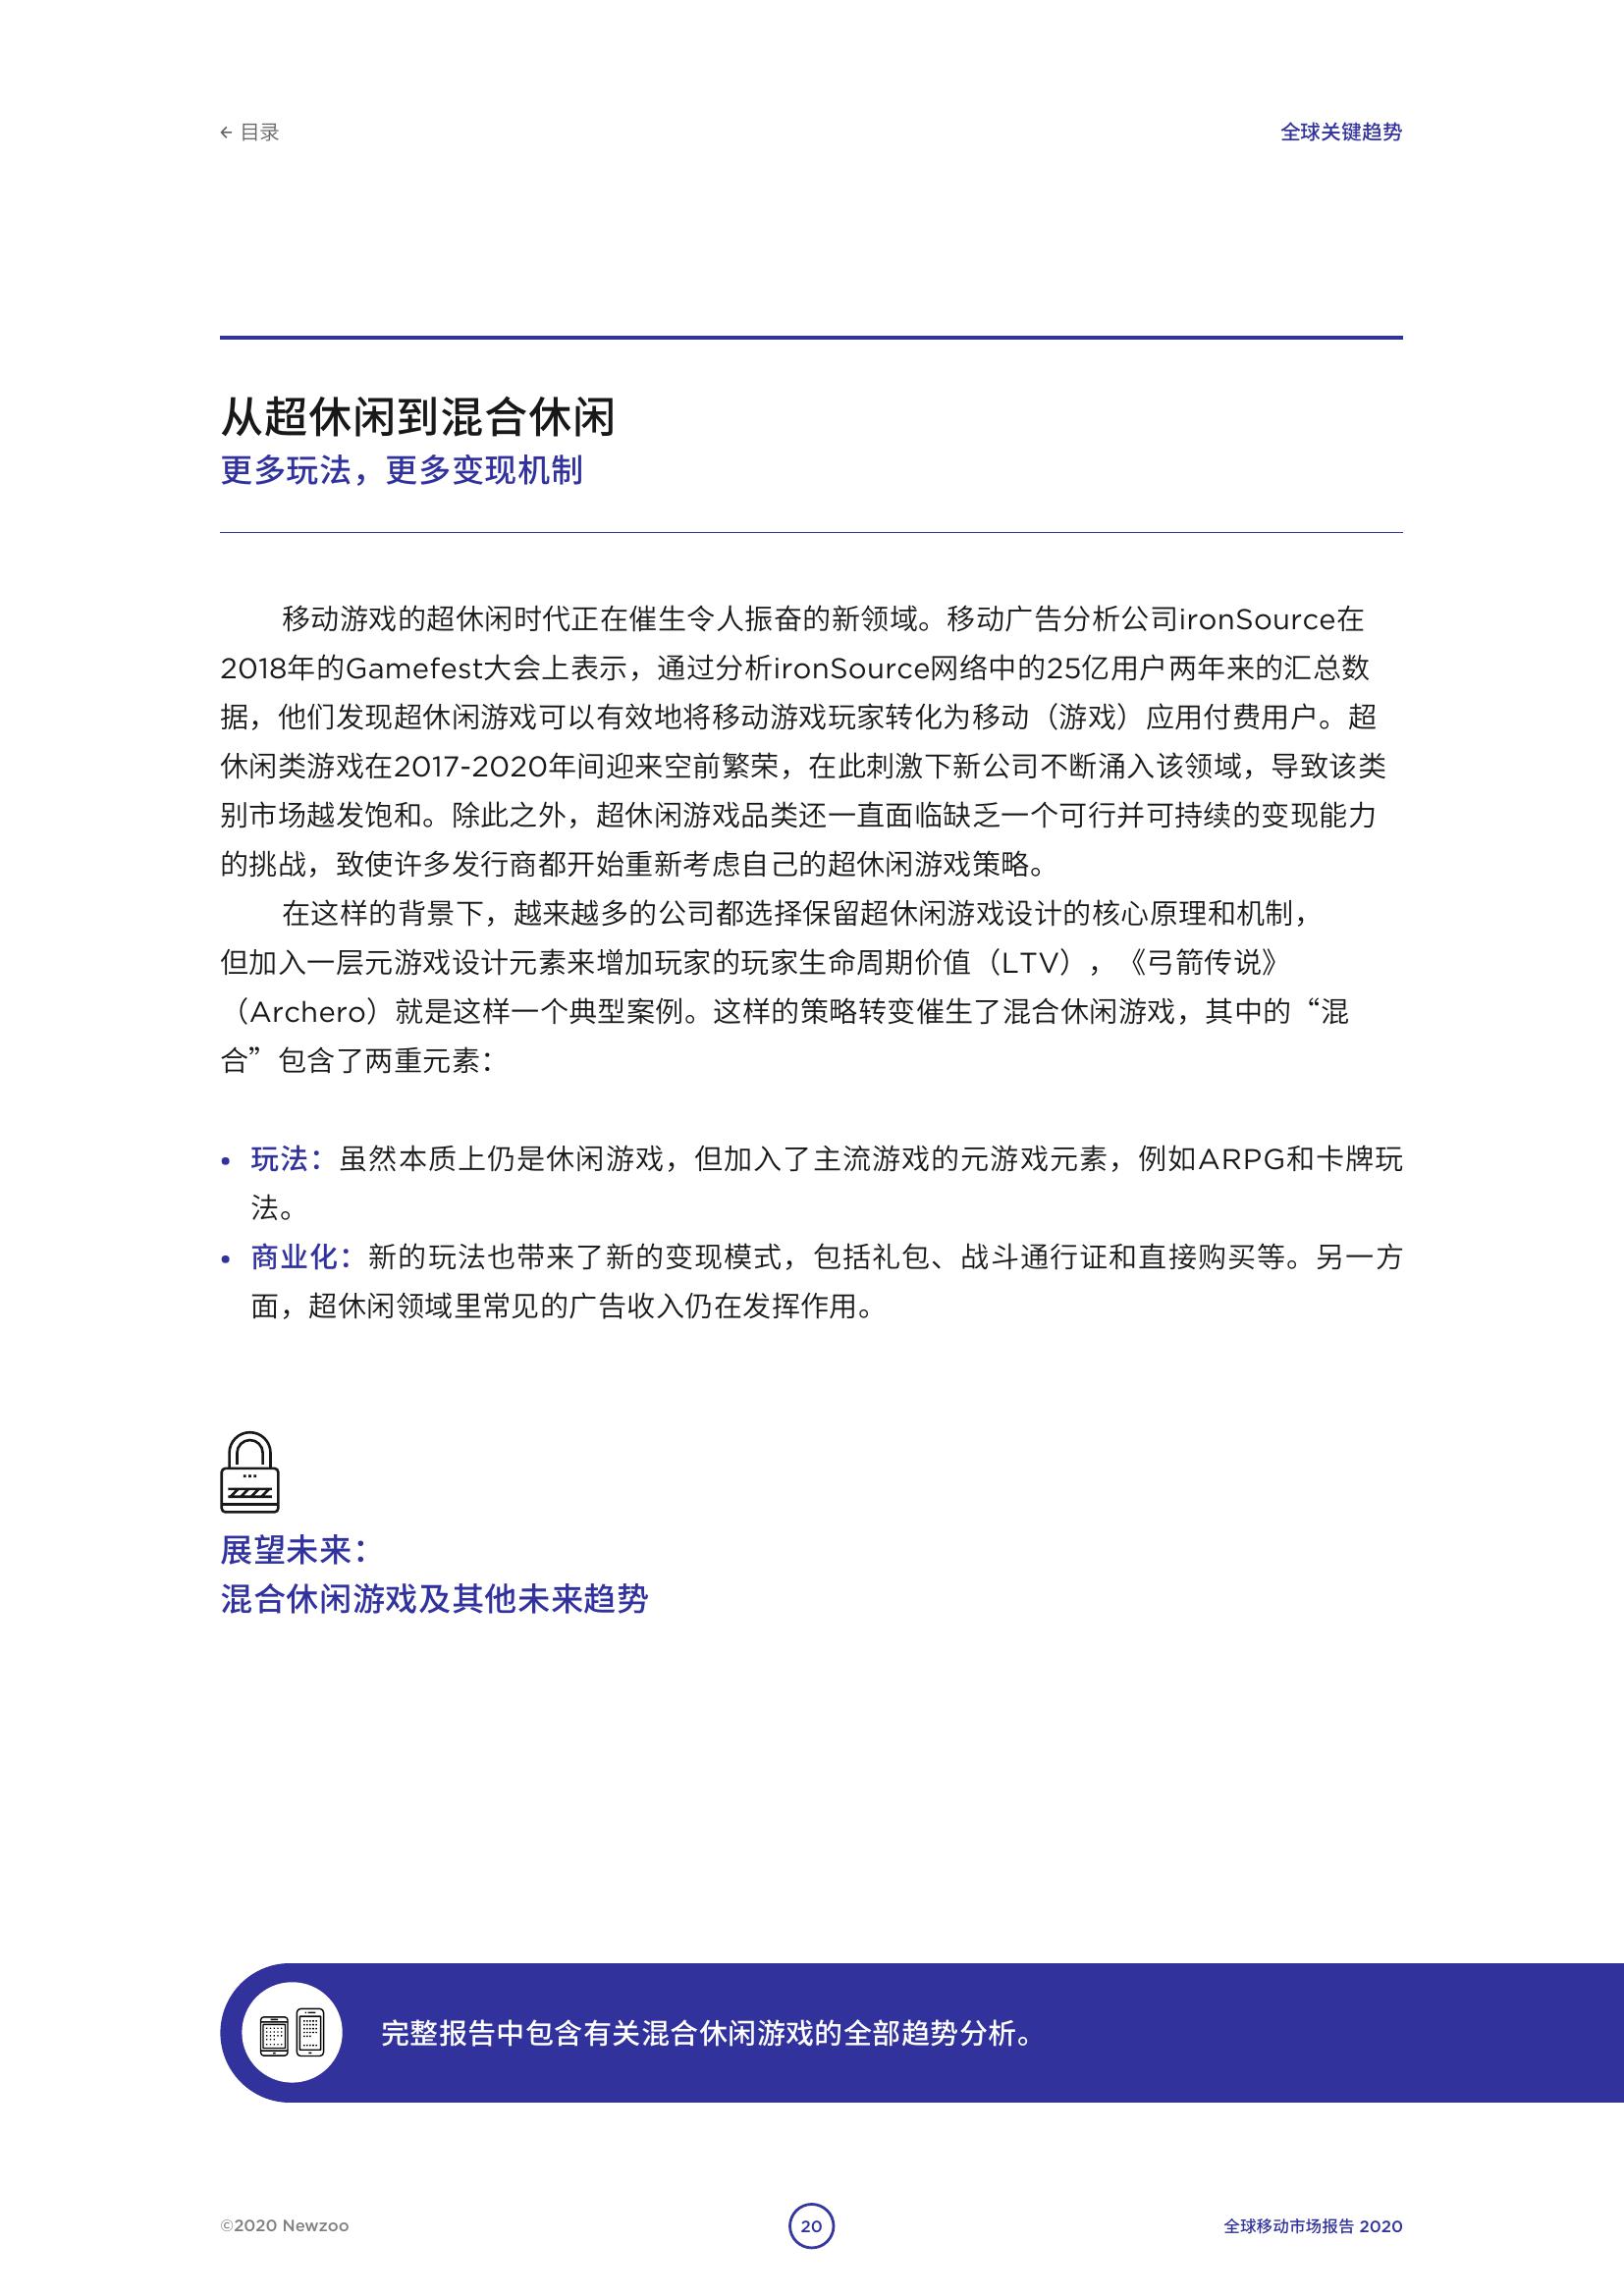 ← 目录
全球关键趋势
从超休闲到混合休闲
更多玩法，更多变现机制
移动游戏的超休闲时代正在催生令人振奋的新领域。移动广告分析公司ironSource在
2018年的Gamefest大会上表示，通过分析ironSource网络中的25亿用户两年来的汇总数
据，他们发现超休闲游戏可以有效地将移动游戏玩家转化为移动（游戏）应用付费用户。超
休闲类游戏在2017-2020年间迎来空前繁荣，在此刺激下新公司不断涌入该领域，导致该类
别市场越发饱和。除此之外，超休闲游戏品类还一直面临缺乏一个可行并可持续的变现能力
的挑战，致使许多发行商都开始重新考虑自己的超休闲游戏策略。
在这样的背景下，越来越多的公司都选择保留超休闲游戏设计的核心原理和机制，
但加入一层元游戏设计元素来增加玩家的玩家生命周期价值（LTV），《弓箭传说》
（Archero）就是这样一个典型案例。这样的策略转变催生了混合休闲游戏，其中的“混
合”包含了两重元素：
• 玩法：虽然本质上仍是休闲游戏，但加入了主流游戏的元游戏元素，例如ARPG和卡牌玩
法。
• 商业化：新的玩法也带来了新的变现模式，包括礼包、战斗通行证和直接购买等。另一方
面，超休闲领域里常见的广告收入仍在发挥作用。
展望未来：
混合休闲游戏及其他未来趋势
完整报告中包含有关混合休闲游戏的全部趋势分析。
©2020 Newzoo
20
全球移动市场报告 2020